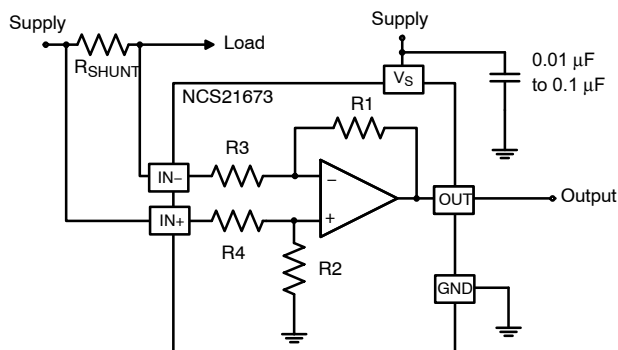 Supply
Supply
Load
R SHUNT
0.01 μF
to 0.1 μF
VS
NCS21673
R1
R3
IN−
−
OUT
Output
IN+
+
R4
R2
GND